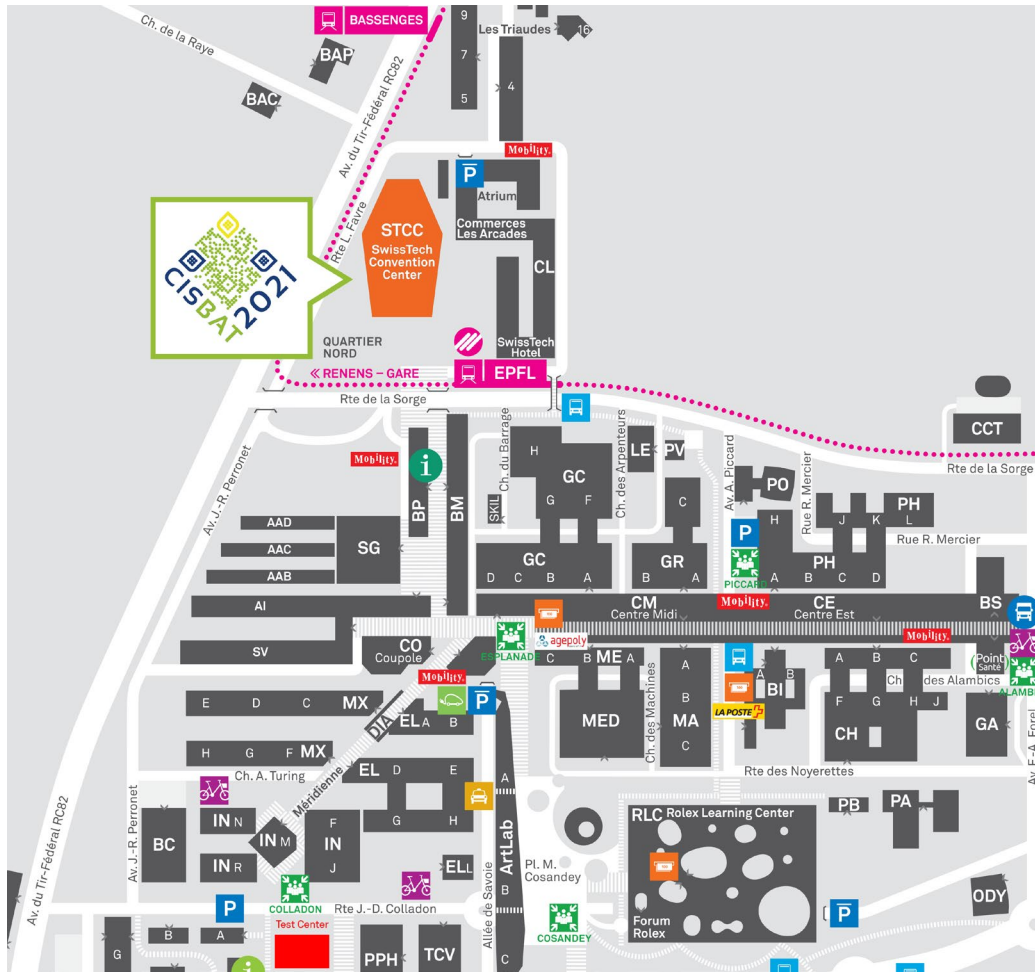 BASSENGES
9
Les Triaudes
16
Ch. de la Raye
BAP
7
BAC
5
4
Av. du Tir-Fédéral RC82
Mobility.
P
Atrium
STCC
SwissTech
Convention
Center
Commerces
Les Arcades
Rte L. Favre
CISBAT 2021
CL
QUARTIER
NORD
SwissTech
Hotel
« RENENS – GARE
EPFL
Rte de la Sorge
CCT
Rte de la Sorge
Av. J.-R. Perronet
Mobility.
i
BP
BM
Ch. du Barrage
H
GC
G
F
SKIL
Ch. des Arpenteurs
LE
PV
C
Av. A. Piccard
PO
Rue R. Mercier
PH
J
K
L
H
P
Rue R. Mercier
AAD
AAC
AAB
SG
GC
D
C
B
A
GR
B
A
PICCARD
PH
A
B
C
D
AI
CM
Centre Midi
Mobility.
CE
Centre Est
BS
agepoly
Mobility.
SV
CO
Coupole
ESPLANADE
C
B
ME
A
A
B
C
MA
A
B
BI
A
B
C
Point
Santé
Ch. des Alambics
ALAMBI
Mobility.
E
D
C
MX
DIA
EL
A
B
P
MED
Ch. des Machines
LA POSTE
F
G
H
J
CH
GA
Av. F.-A. Forel
H
G
F
MX
Ch. A. Turing
Méridienne
EL
D
E
G
H
A
ArtLab
B
C
Rte des Noyerettes
Av. J.-R. Perronet
BC
IN N
IN M
IN R
F
IN
J
EL L
RLC Rolex Learning Center
PB
PA
Pl. M.
Cosandey
Allée de Savoie
Forum
Rolex
P
ODY
Av. du Tir-Fédéral RC82
P
COLLADON
Rte J.-D. Colladon
COSANDEY
G
B
A
Test Center
PPH
TCV
i